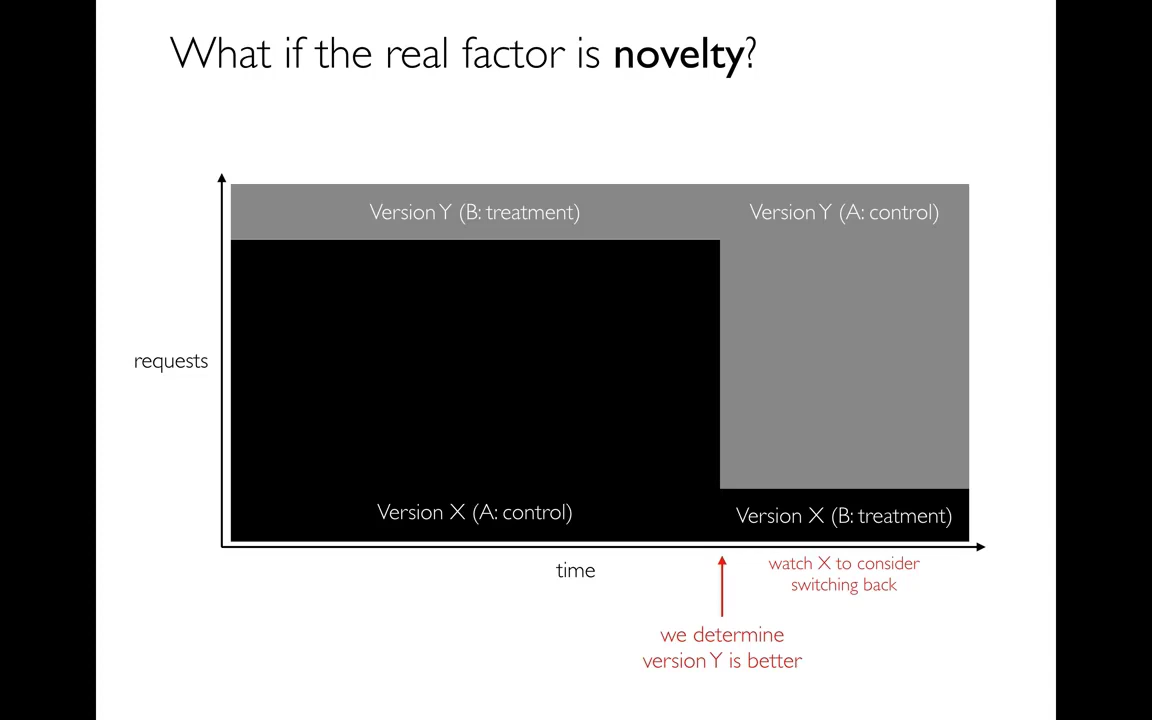 What if the real factor is novelty?
Version Y (B: treatment)
Version Y (A: control)
requests
Version X (A: control)
Version X (B: treatment)
time
watch X to consider
switching back
we determine
version Y is better